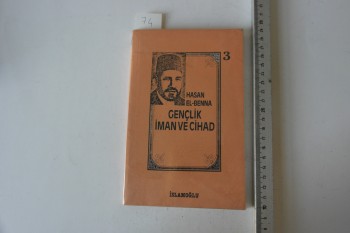 74
3
HASAN
EL-BENNA
GENÇLİK
İMAN VE CİHAD
İSLAMOĞLU